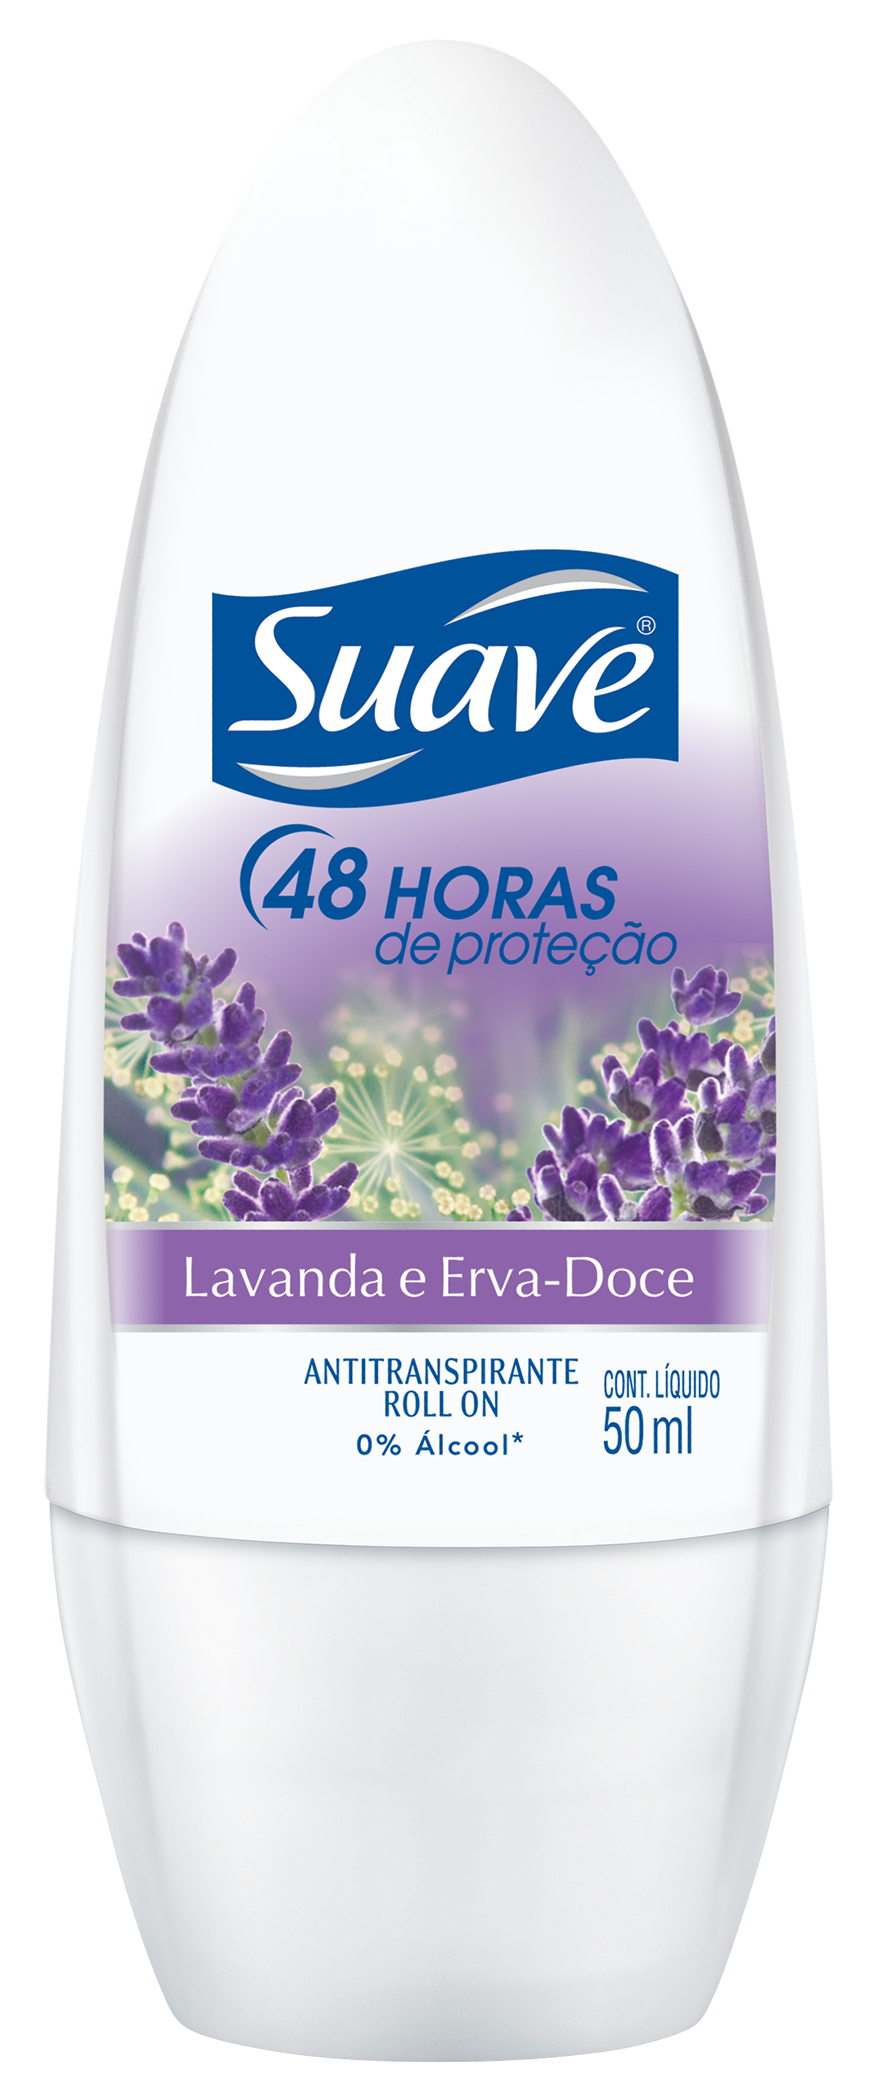 Suave®
48 HORAS
de proteção
Lavanda e Erva-Doce
ANTITRANSPIRANTE
ROLL ON
0% Álcool*
CONT. LÍQUIDO
50 ml